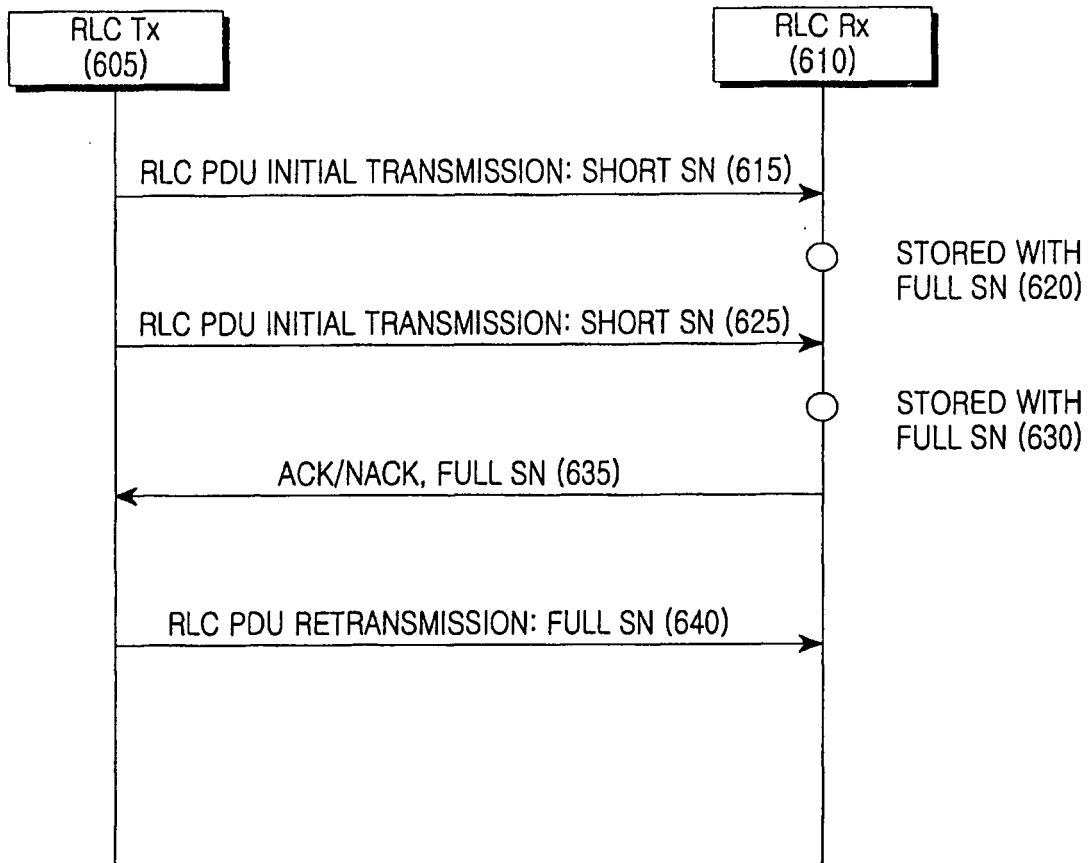 RLC Tx
(605)
RLC Rx
(610)
RLC PDU INITIAL TRANSMISSION: SHORT SN (615)
STORED WITH
FULL SN (620)
RLC PDU INITIAL TRANSMISSION: SHORT SN (625)
STORED WITH
FULL SN (630)
ACK/NACK, FULL SN (635)
RLC PDU RETRANSMISSION: FULL SN (640)